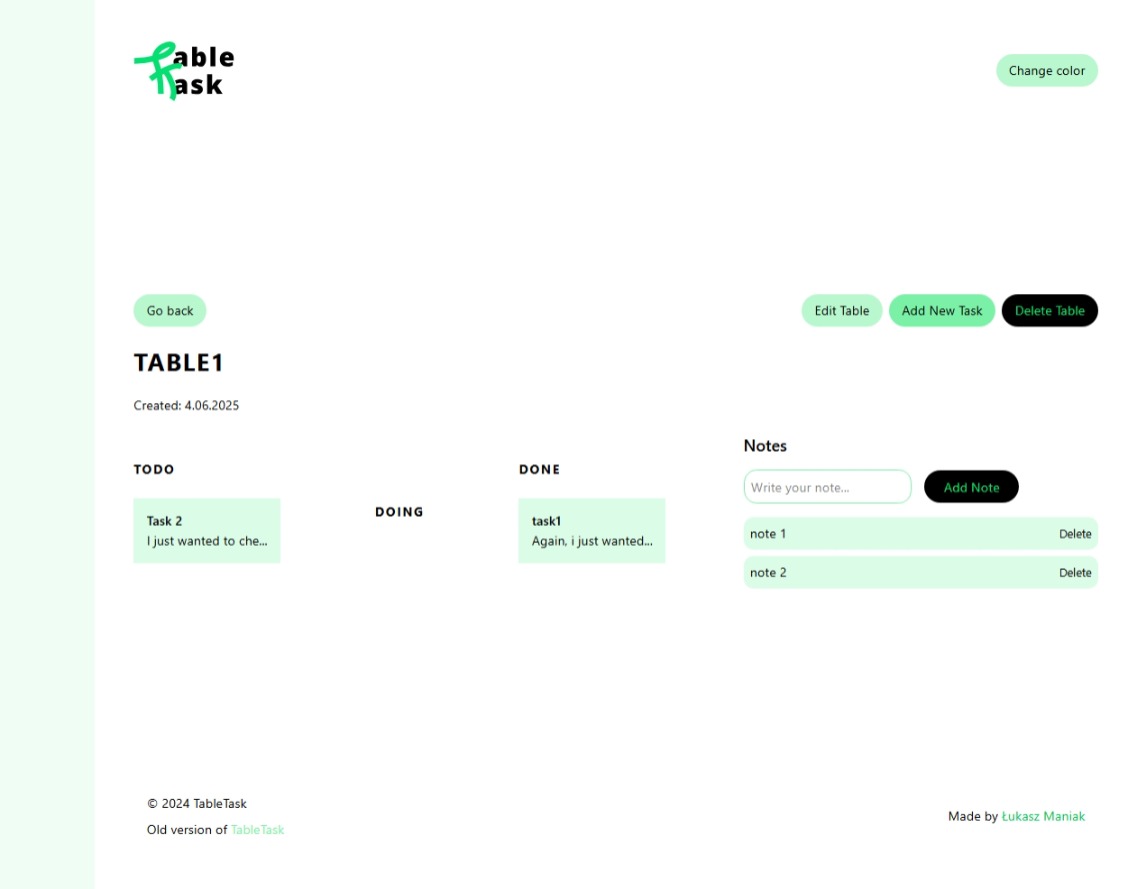 Table
Task
Change color
Go back
Edit Table
Add New Task
Delete Table
TABLE1
Created: 4.06.2025
Notes
TODO
DONE
Write your note...
Add Note
DOING
Task 2
I just wanted to che...
task1
Again, i just wanted...
note 1
Delete
note 2
Delete
© 2024 TableTask
Old version of TableTask
Made by Łukasz Maniak